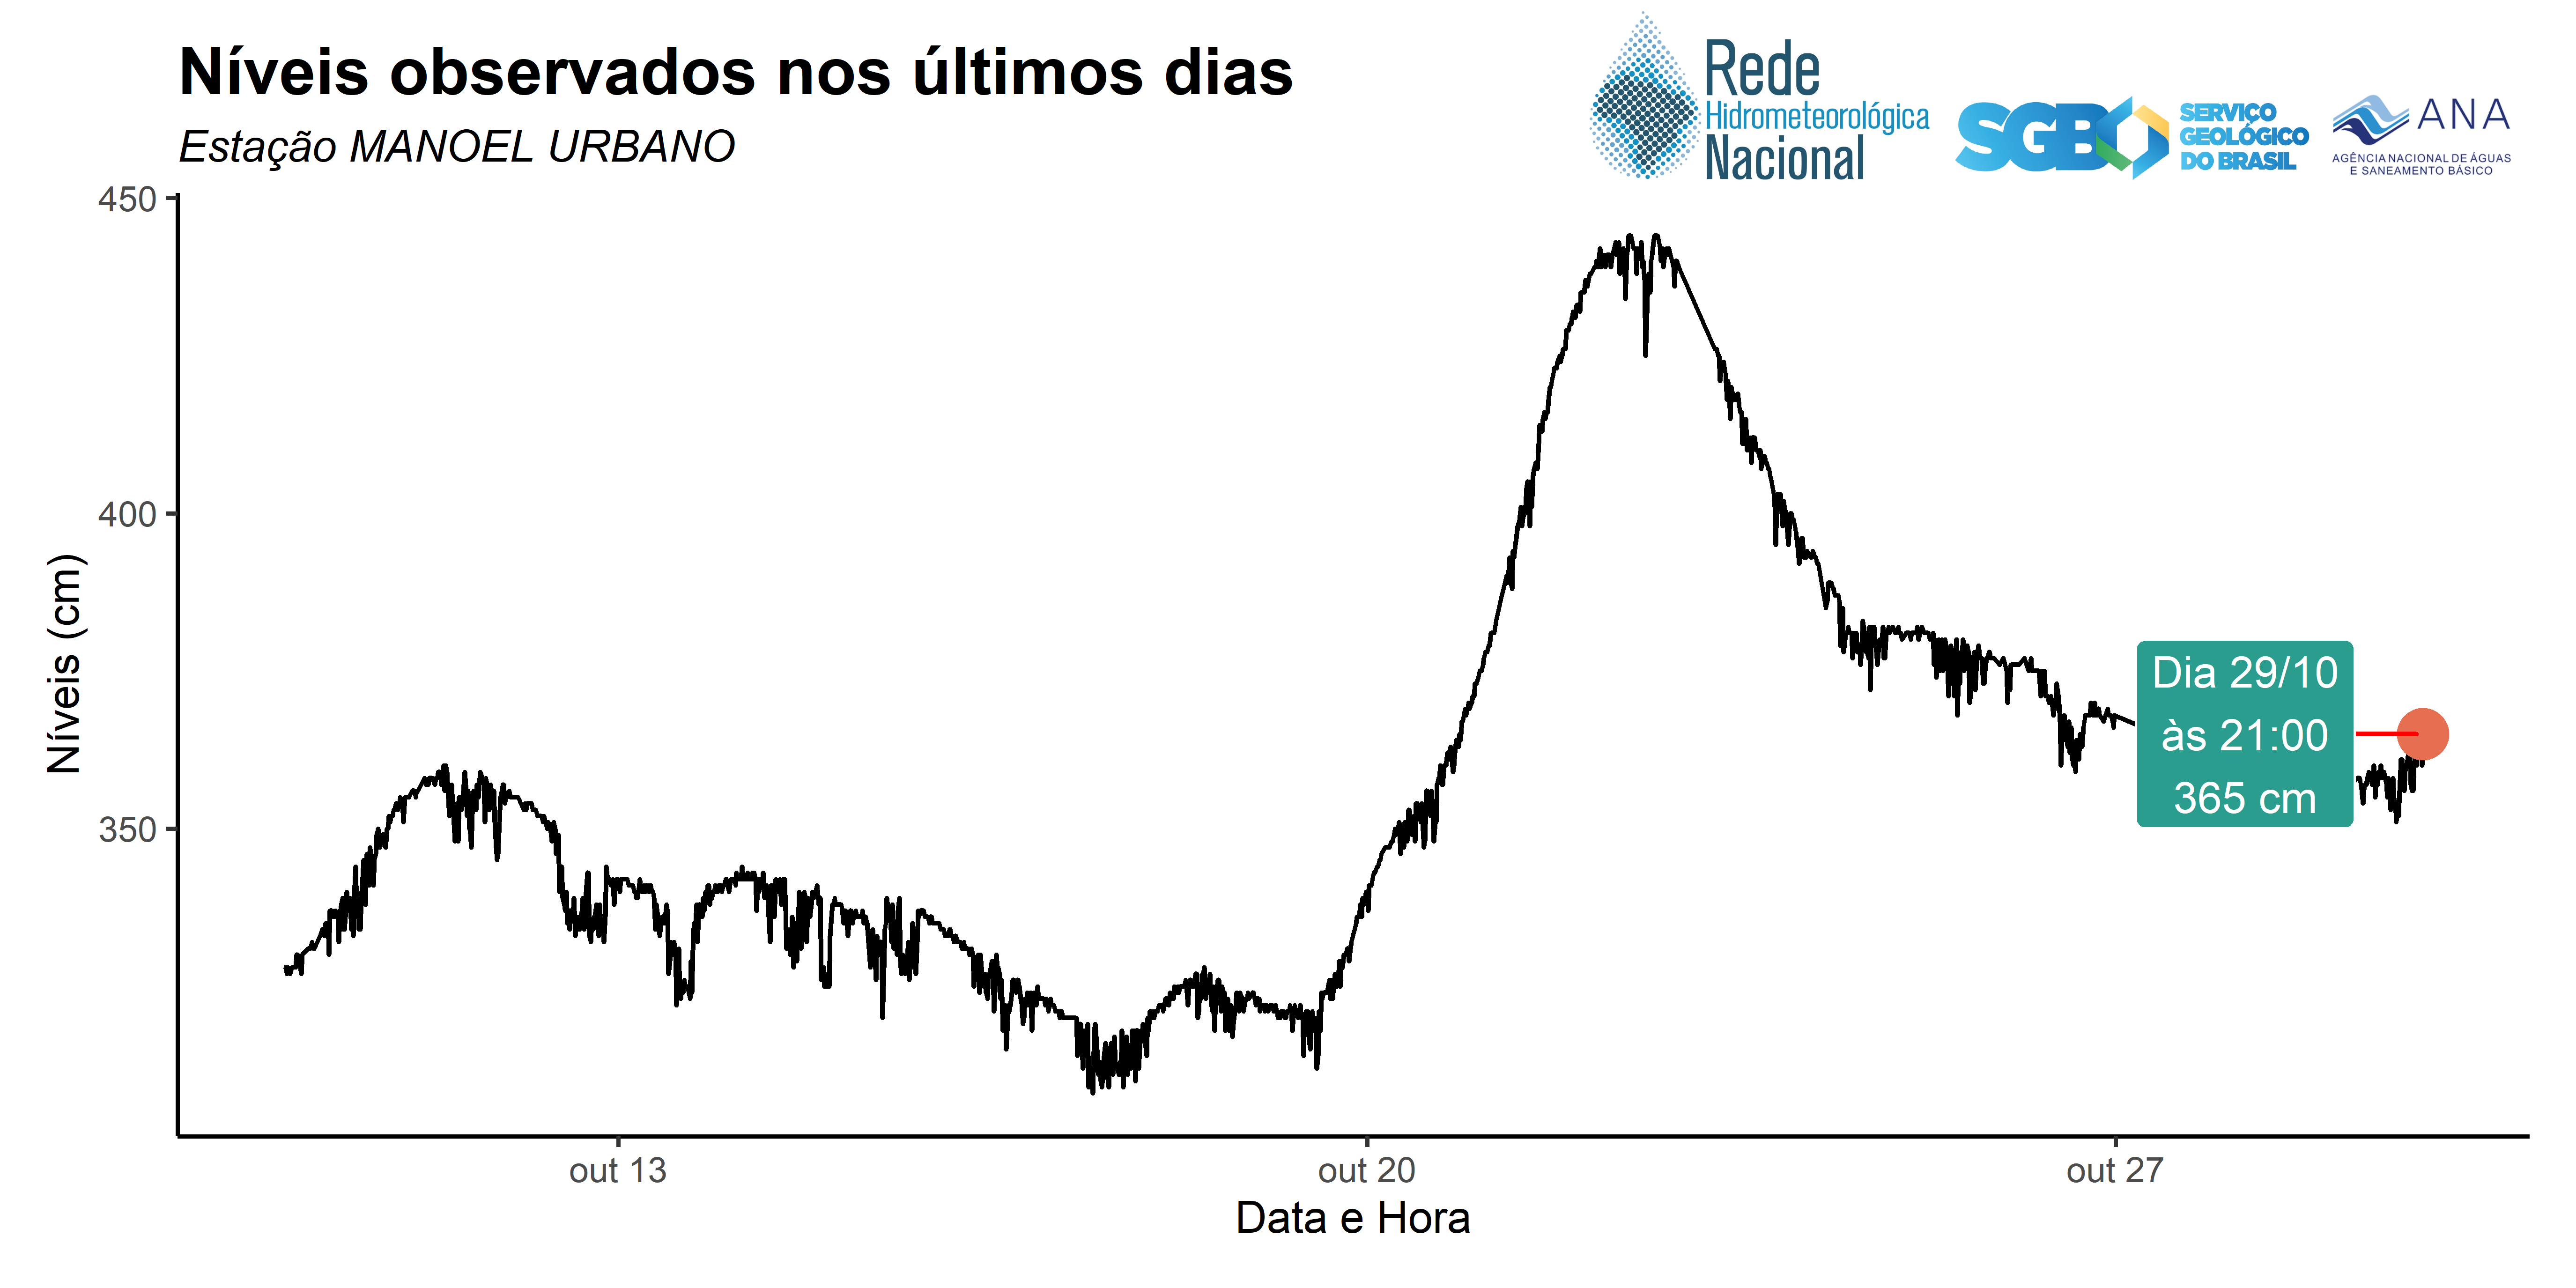 Níveis observados nos últimos dias
Estação MANOEL URBANO
Rede
Hidrometeorológica
Nacional
SGB
SERVIÇO
GEOLÓGICO
DO BRASIL
ANA
AGÊNCIA NACIONAL DE ÁGUAS
E SANEAMENTO BÁSICO
450
400
350
Níveis (cm)
Dia 29/10
às 21:00
365 cm
out 13
out 20
out 27
Data e Hora